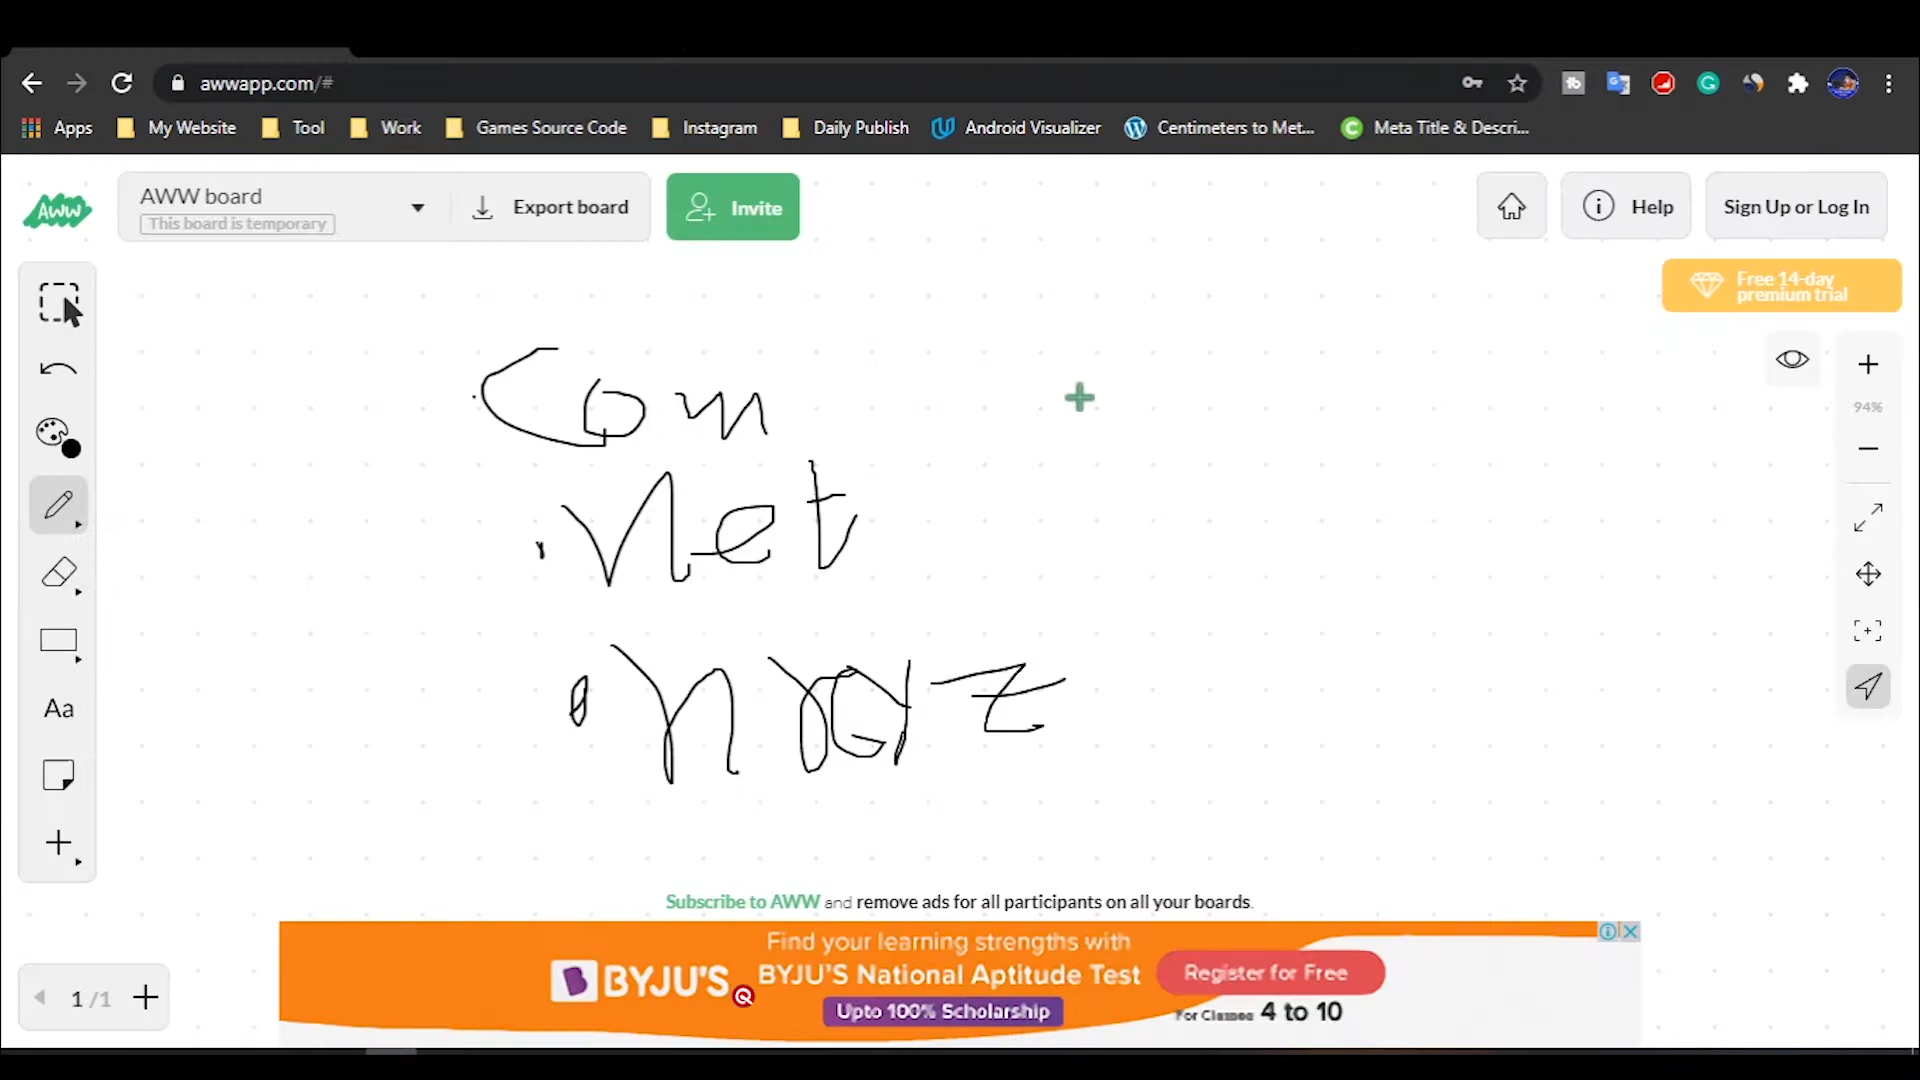 awwapp.com/#
Apps My Website Tool Work Games Source Code Instagram Daily Publish Android Visualizer Centimeters to Met... Meta Title & Descri...
AWW
AWW board
This board is temporary
Export board
Invite
Help
Sign Up or Log In
Free 14-day
premium trial
94%
.Com
.Net
Aa
Subscribe to AWW and remove ads for all participants on all your boards.
Find your learning strengths with
BYJU'S
BYJU'S National Aptitude Test
Upto 100% Scholarship
Register for Free
For Classes 4 to 10
1 /1